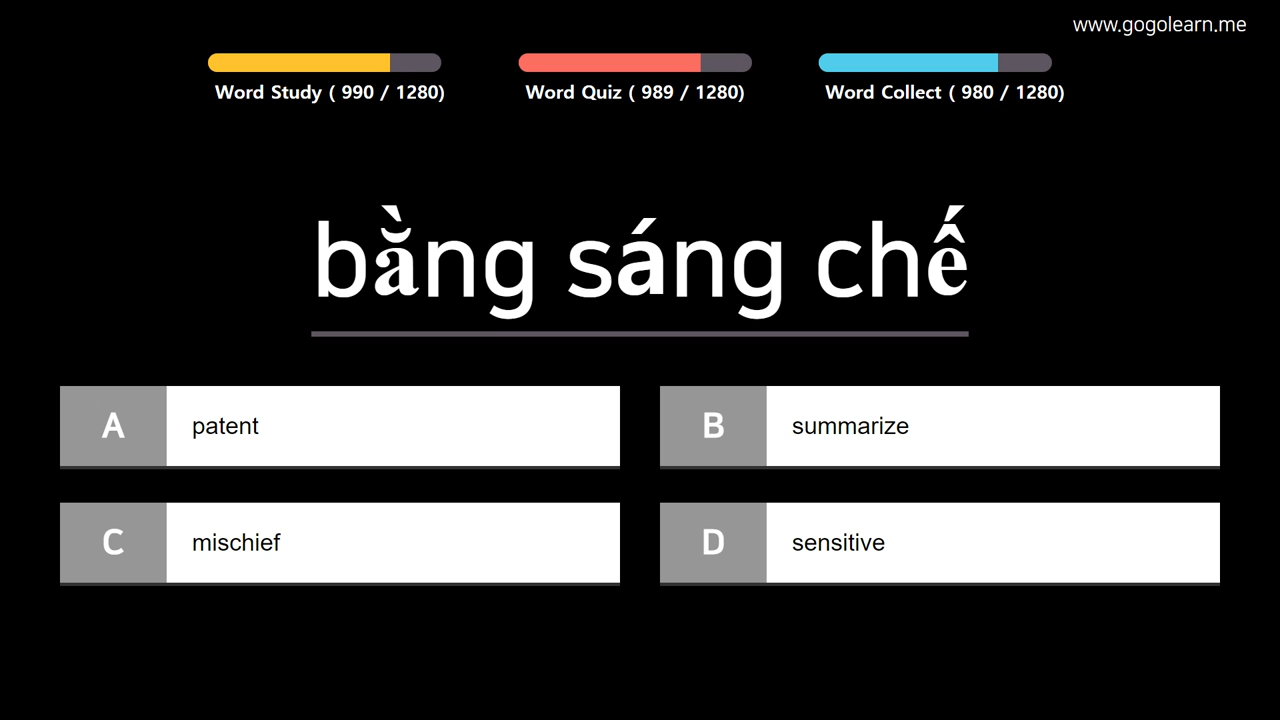 www.gogolearn.me
Word Study ( 990 / 1280)
Word Quiz ( 989 / 1280)
Word Collect ( 980 / 1280)
bằng sáng chế
A patent
B summarize
C mischief
D sensitive